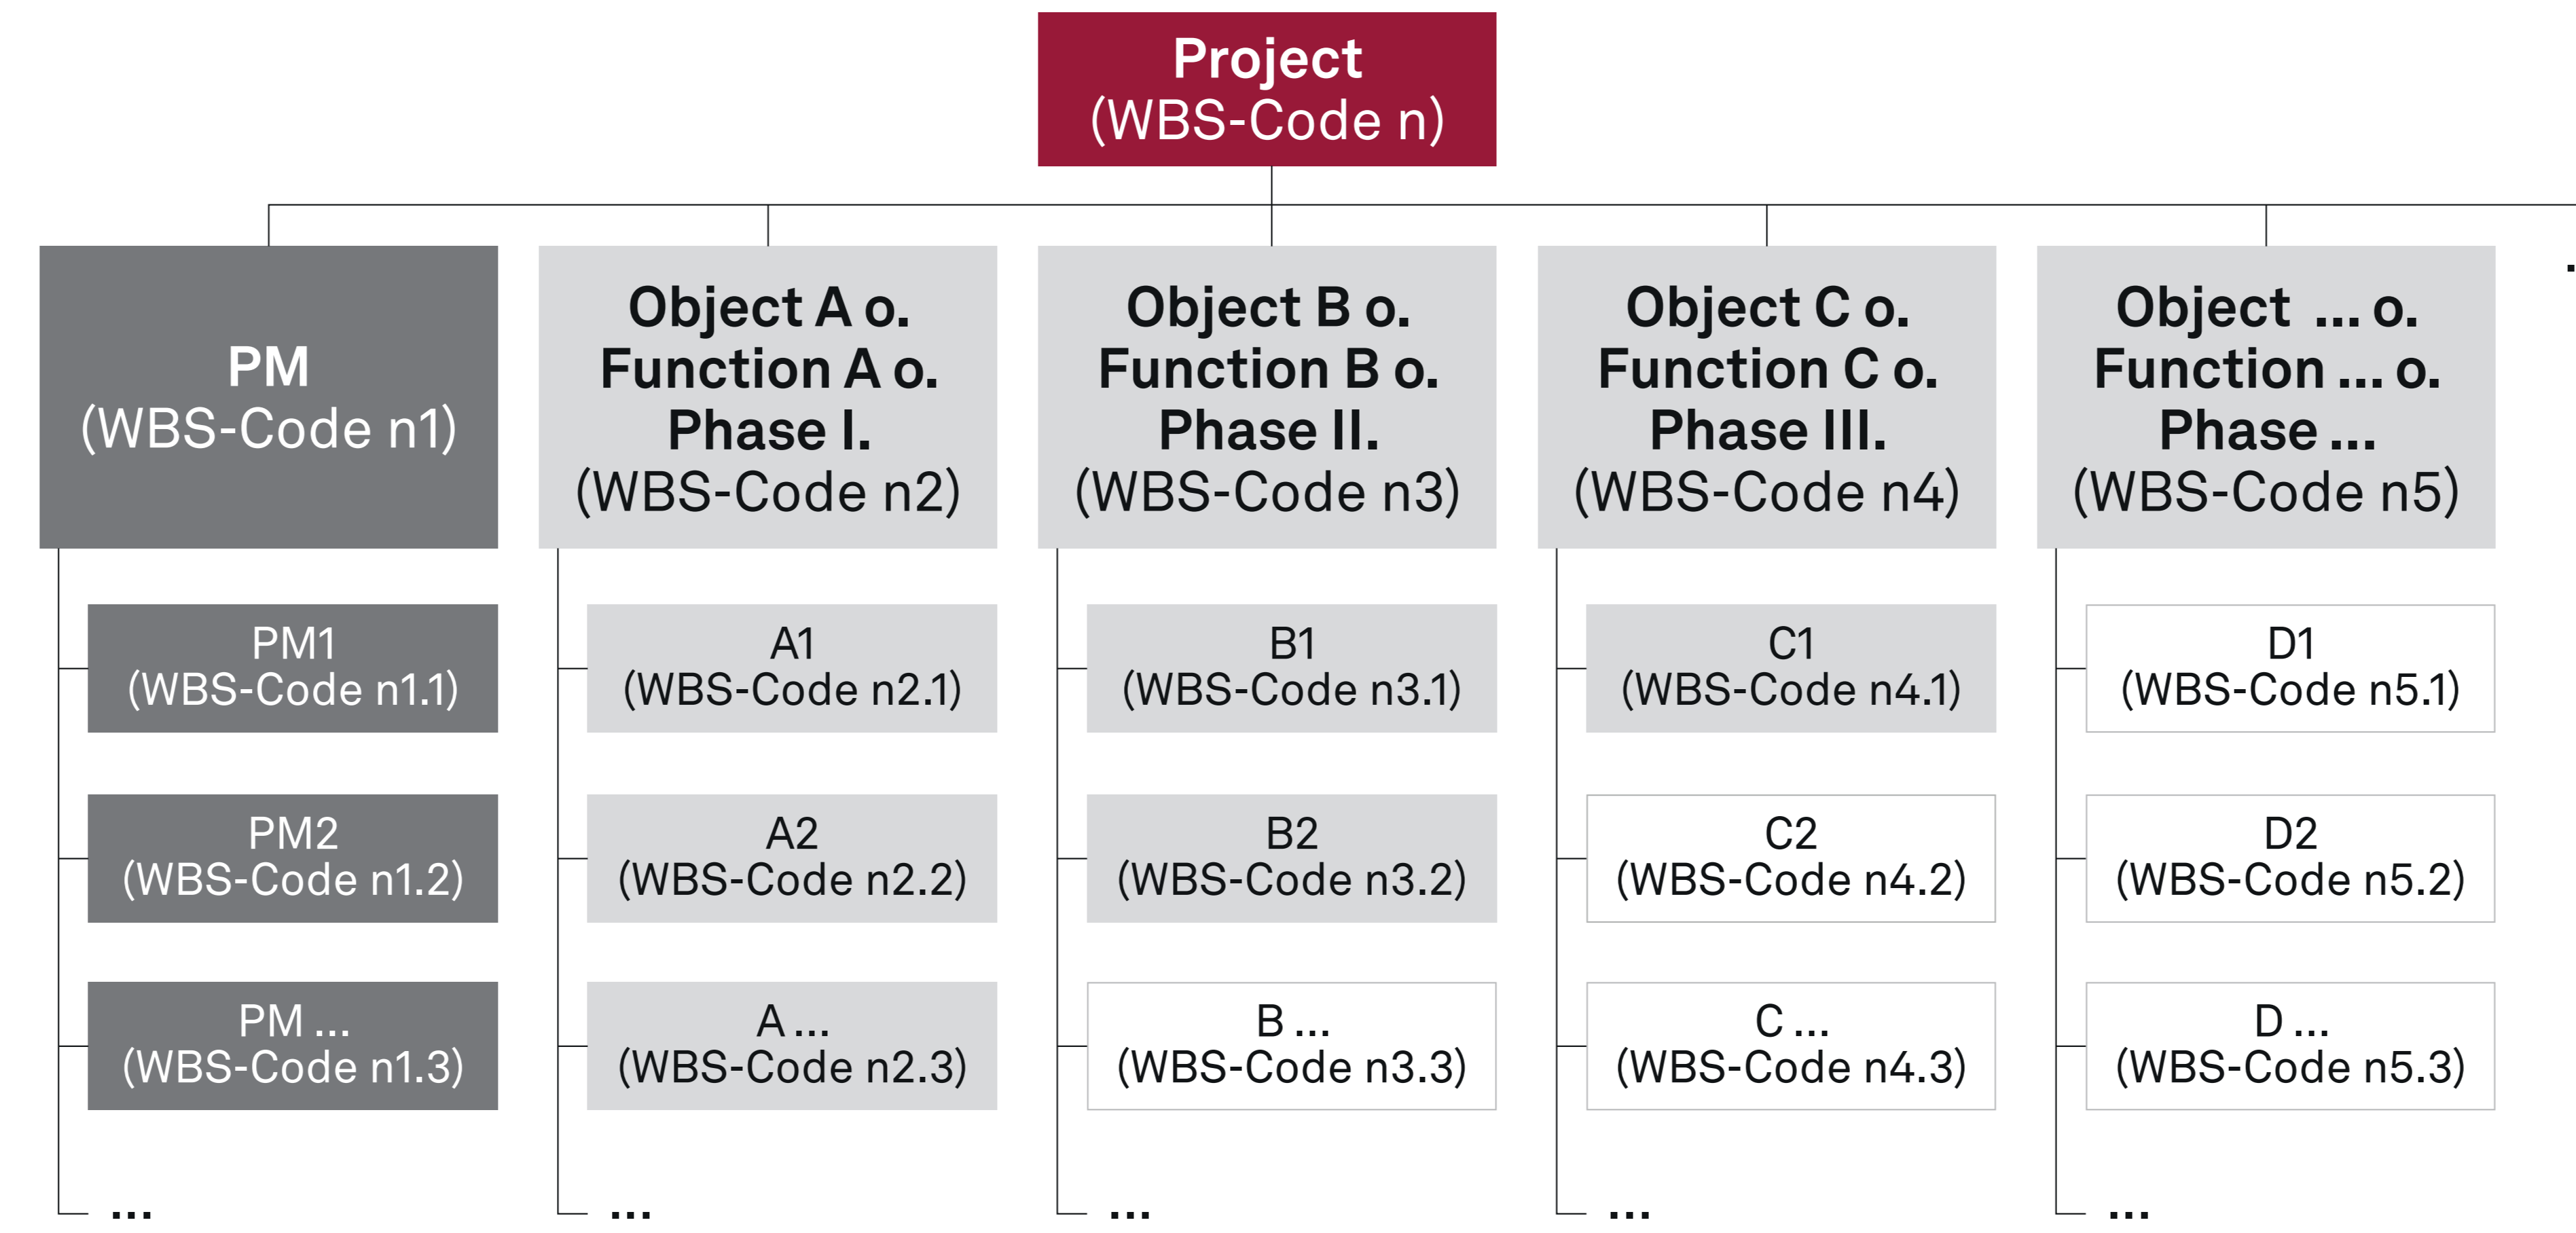 Project
(WBS-Code n)
PM
(WBS-Code n1)
Object A o.
Function A o.
Phase I.
(WBS-Code n2)
Object B o.
Function B o.
Phase II.
(WBS-Code n3)
Object C o.
Function C o.
Phase III.
(WBS-Code n4)
Object ... o.
Function ... o.
Phase ...
(WBS-Code n5)
.
PM1
(WBS-Code n1.1)
A1
(WBS-Code n2.1)
B1
(WBS-Code n3.1)
C1
(WBS-Code n4.1)
D1
(WBS-Code n5.1)
PM2
(WBS-Code n1.2)
A2
(WBS-Code n2.2)
B2
(WBS-Code n3.2)
C2
(WBS-Code n4.2)
D2
(WBS-Code n5.2)
PM ...
(WBS-Code n1.3)
A ...
(WBS-Code n2.3)
B ...
(WBS-Code n3.3)
C ...
(WBS-Code n4.3)
D ...
(WBS-Code n5.3)
...
...
...
...
...